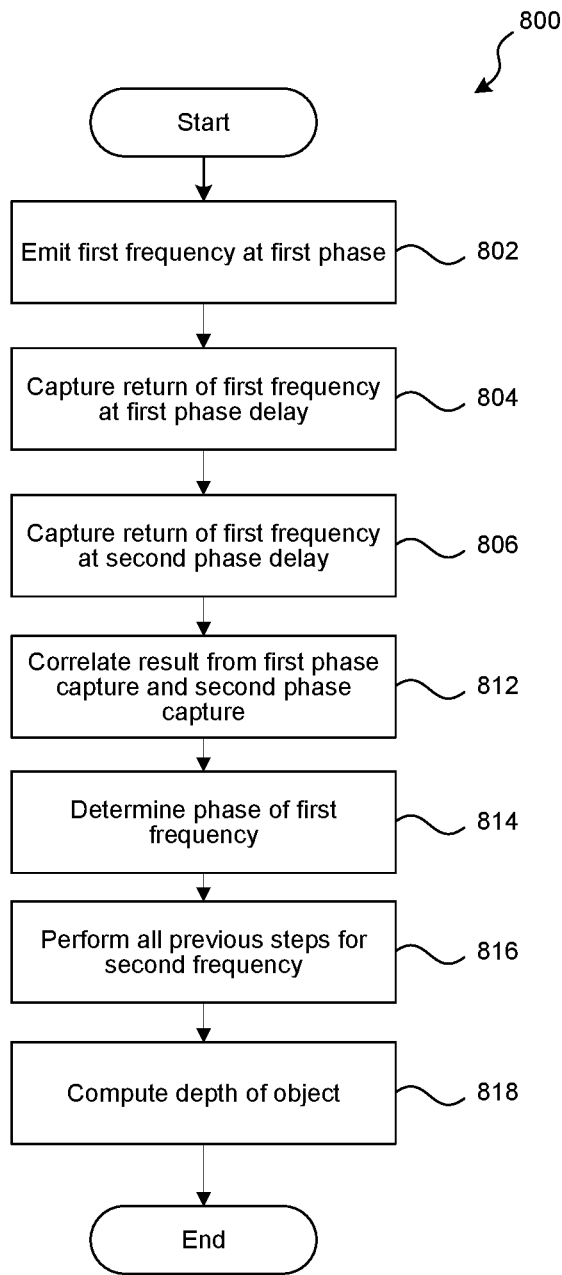 800
Start
Emit first frequency at first phase
802
Capture return of first frequency
at first phase delay
804
Capture return of first frequency
at second phase delay
806
Correlate result from first phase
capture and second phase
capture
812
Determine phase of first
frequency
814
Perform all previous steps for
second frequency
816
Compute depth of object
818
End